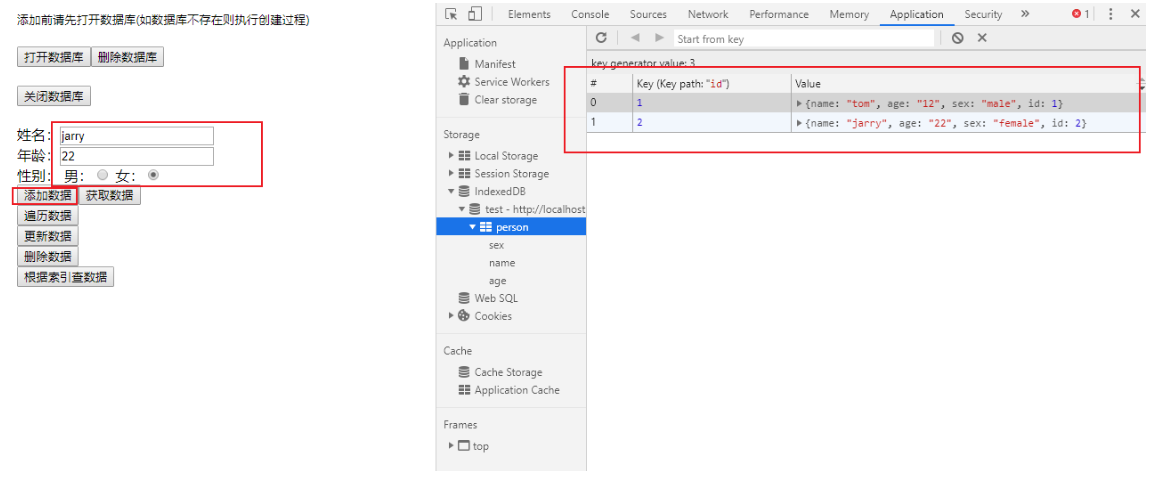 添加前请先打开数据库(如数据库不存在则执行创建过程)
打开数据库 删除数据库
关闭数据库
姓名: jarry
年龄: 22
性别: 男: 女:
添加数据 获取数据
遍历数据
更新数据
删除数据
根据索引查数据
Elements Console Sources Network Performance Memory Application Security » 1
Application
Manifest
Service Workers
Clear storage
Storage
Local Storage
Session Storage
IndexedDB
test - http://localhost
person
sex
name
age
Web SQL
Cookies
Cache
Cache Storage
Application Cache
Frames
top
Start from key
key generator value: 3
# Key (Key path: "id") Value
0 1 {name: "tom", age: "12", sex: "male", id: 1}
1 2 {name: "jarry", age: "22", sex: "female", id: 2}